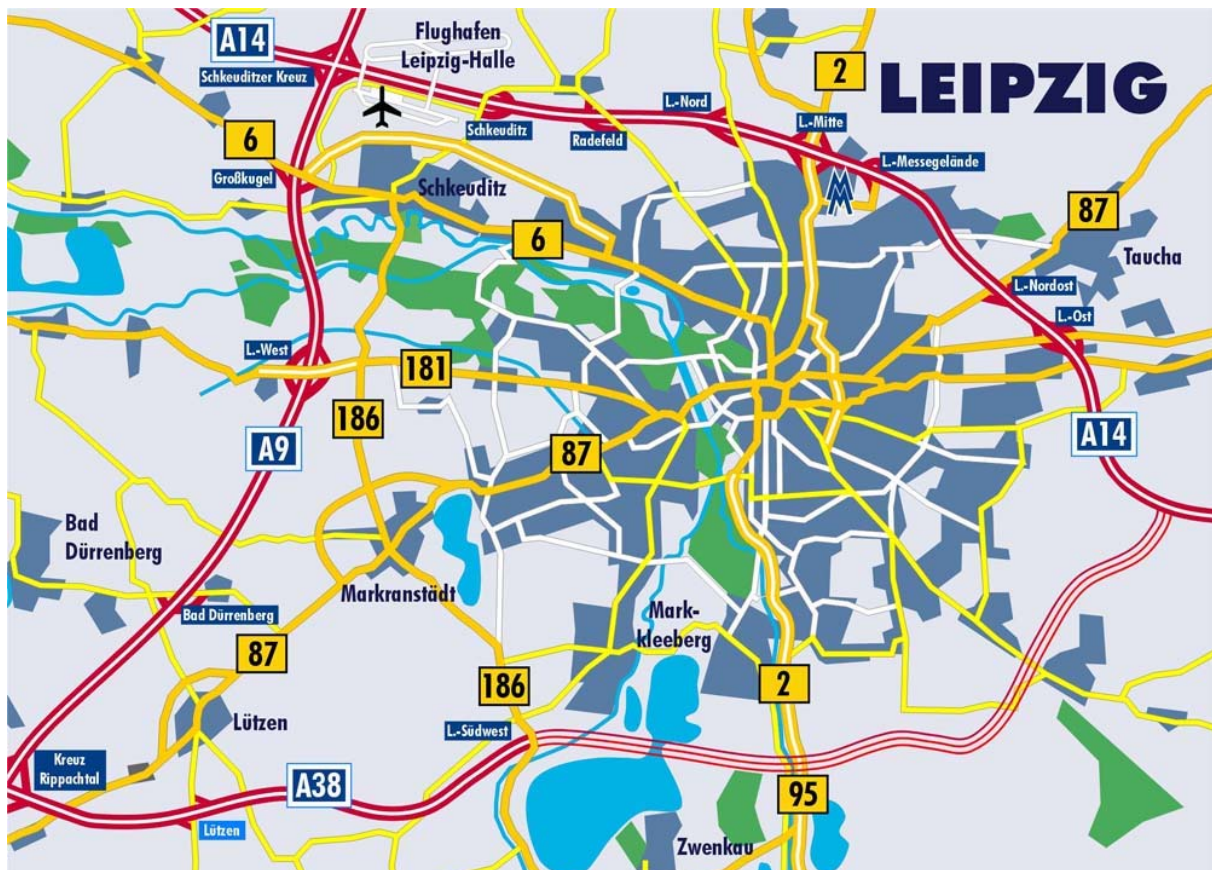 A14
Flughafen
Leipzig-Halle
Schkeuditzer Kreuz
2
LEIPZIG
L.-Nord
L.-Mitte
Schkeuditz
Radefeld
6
L.-Messegelände
Großkugel
Schkeuditz
M
87
6
Taucha
L.-Nordost
L.-Ost
L.-West
181
186
A9
87
A14
Bad
Dürrenberg
Markranstädt
Bad Dürrenberg
Mark-
kleeberg
87
186
2
Lützen
L.-Südwest
Kreuz
Rippachtal
A38
95
Lützen
Zwenkau